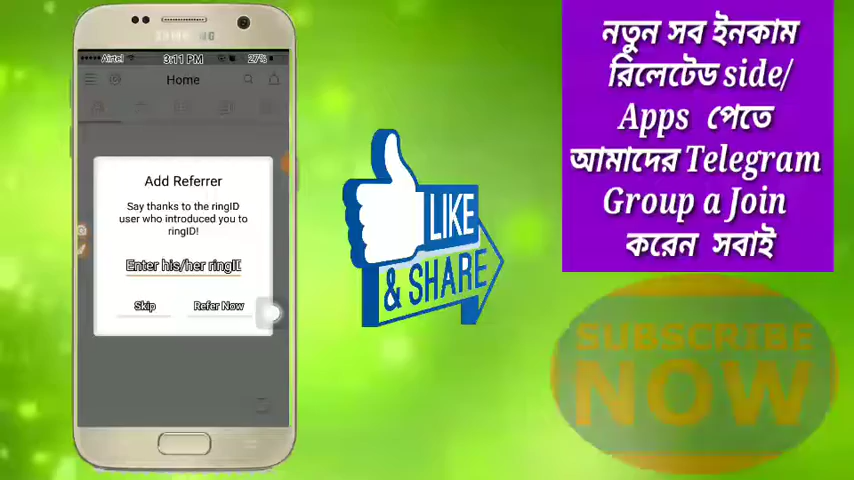 SAMSUNG
Airtel 3:11 PM 27%
Home
Add Referrer
Say thanks to the ringID
user who introduced you to
ringID!
Enter his/her ringID
Skip Refer Now
LIKE
& SHARE
নতুন সব ইনকাম
রিলেটেড side/
Apps পেতে
আমাদের Telegram
Group a Join
করেন সবাই
SUBSCRIBE
NOW